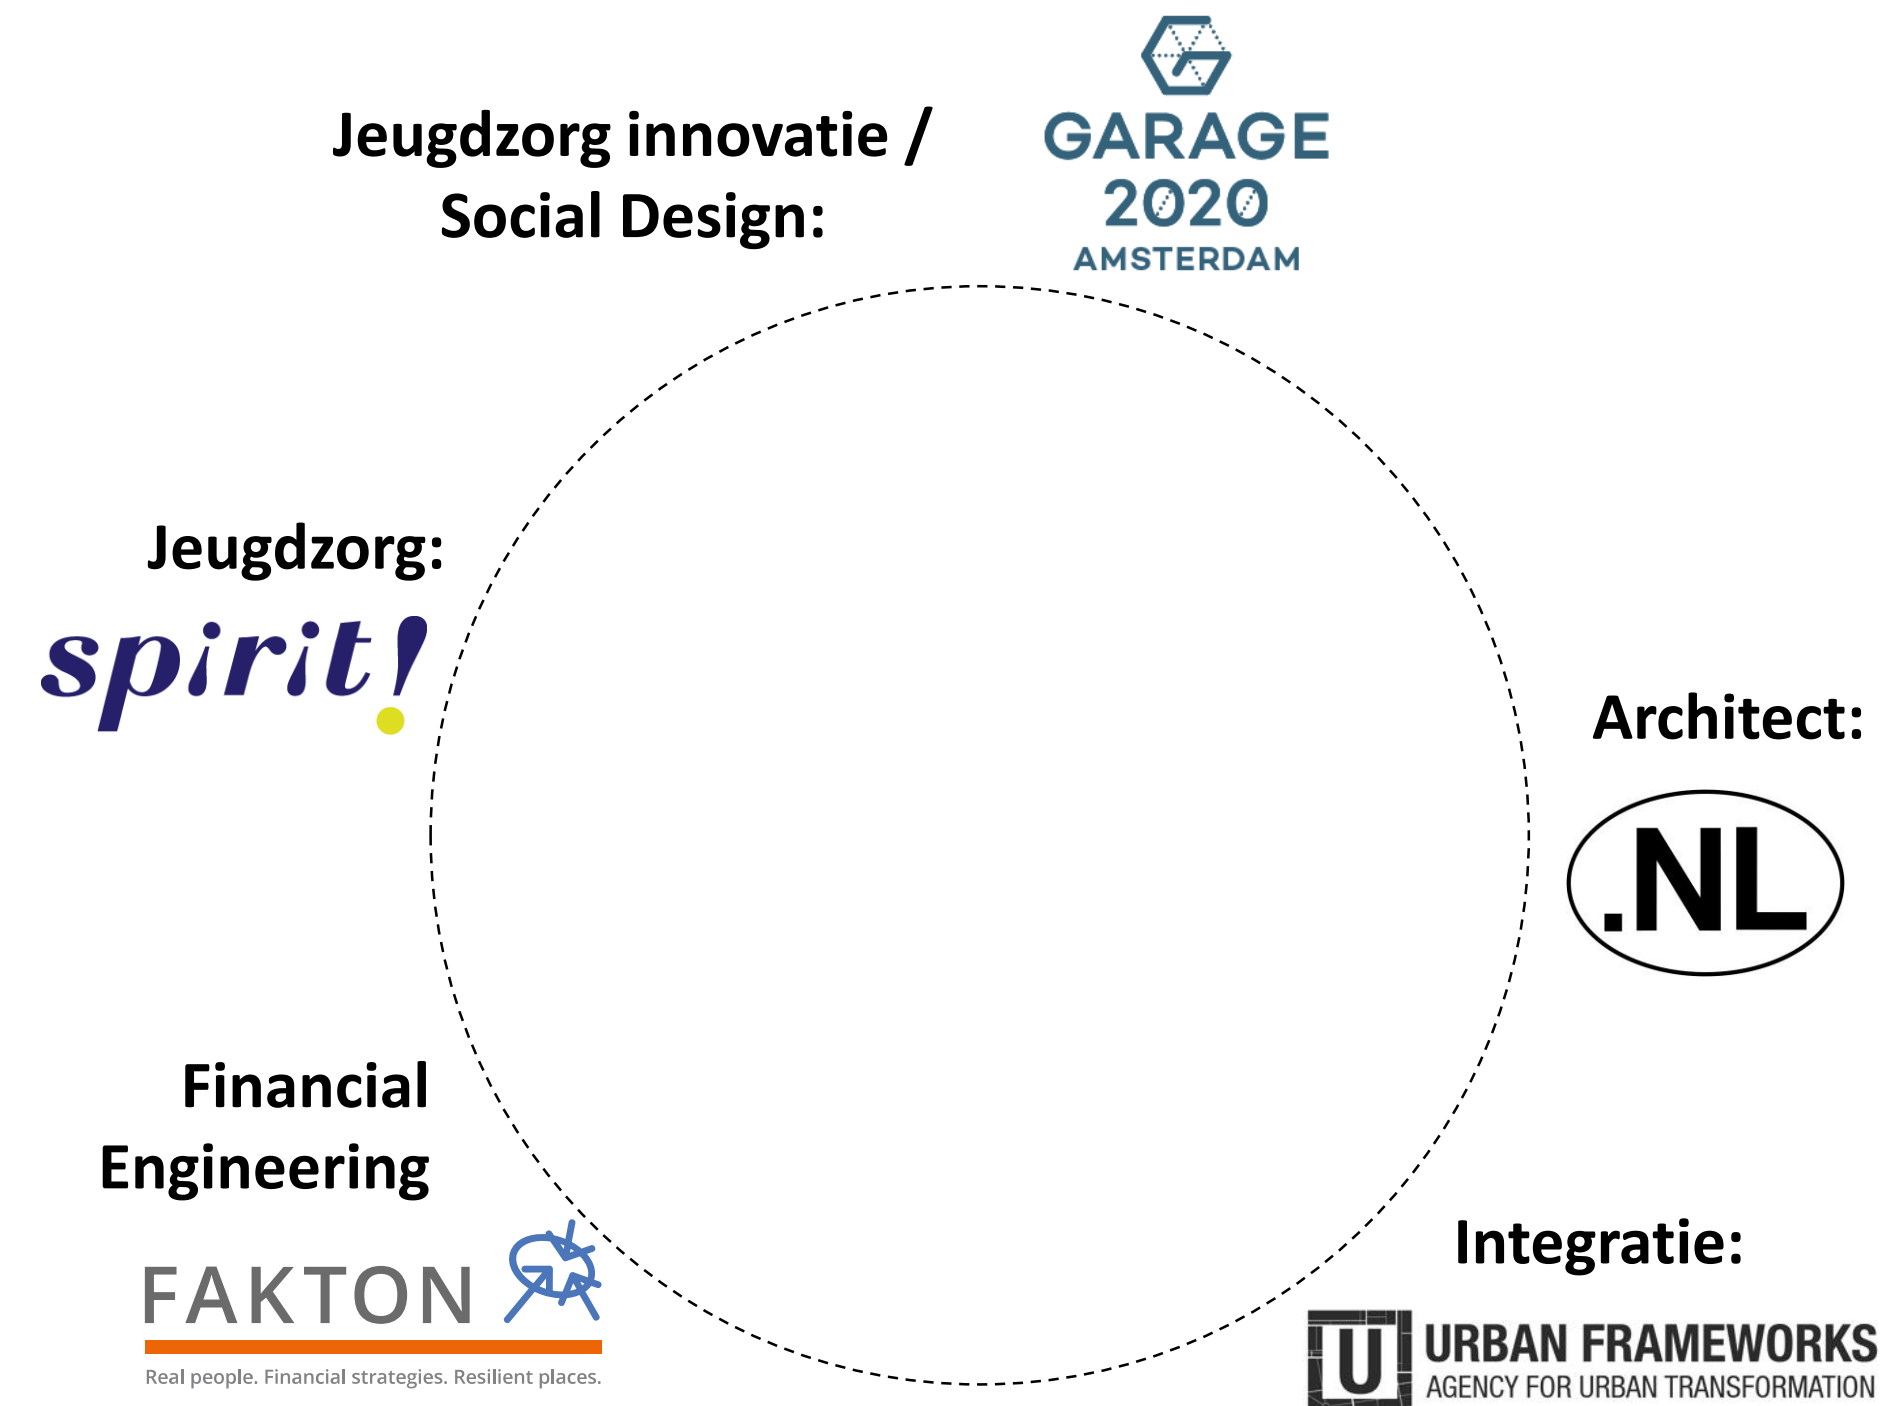 Jeugdzorg innovatie /
Social Design:
GARAGE
2020
AMSTERDAM
Jeugdzorg:
spirit!
Architect:
.NL
Financial
Engineering
FAKTON
Real people. Financial strategies. Resilient places.
Integratie:
U
URBAN FRAMEWORKS
AGENCY FOR URBAN TRANSFORMATION